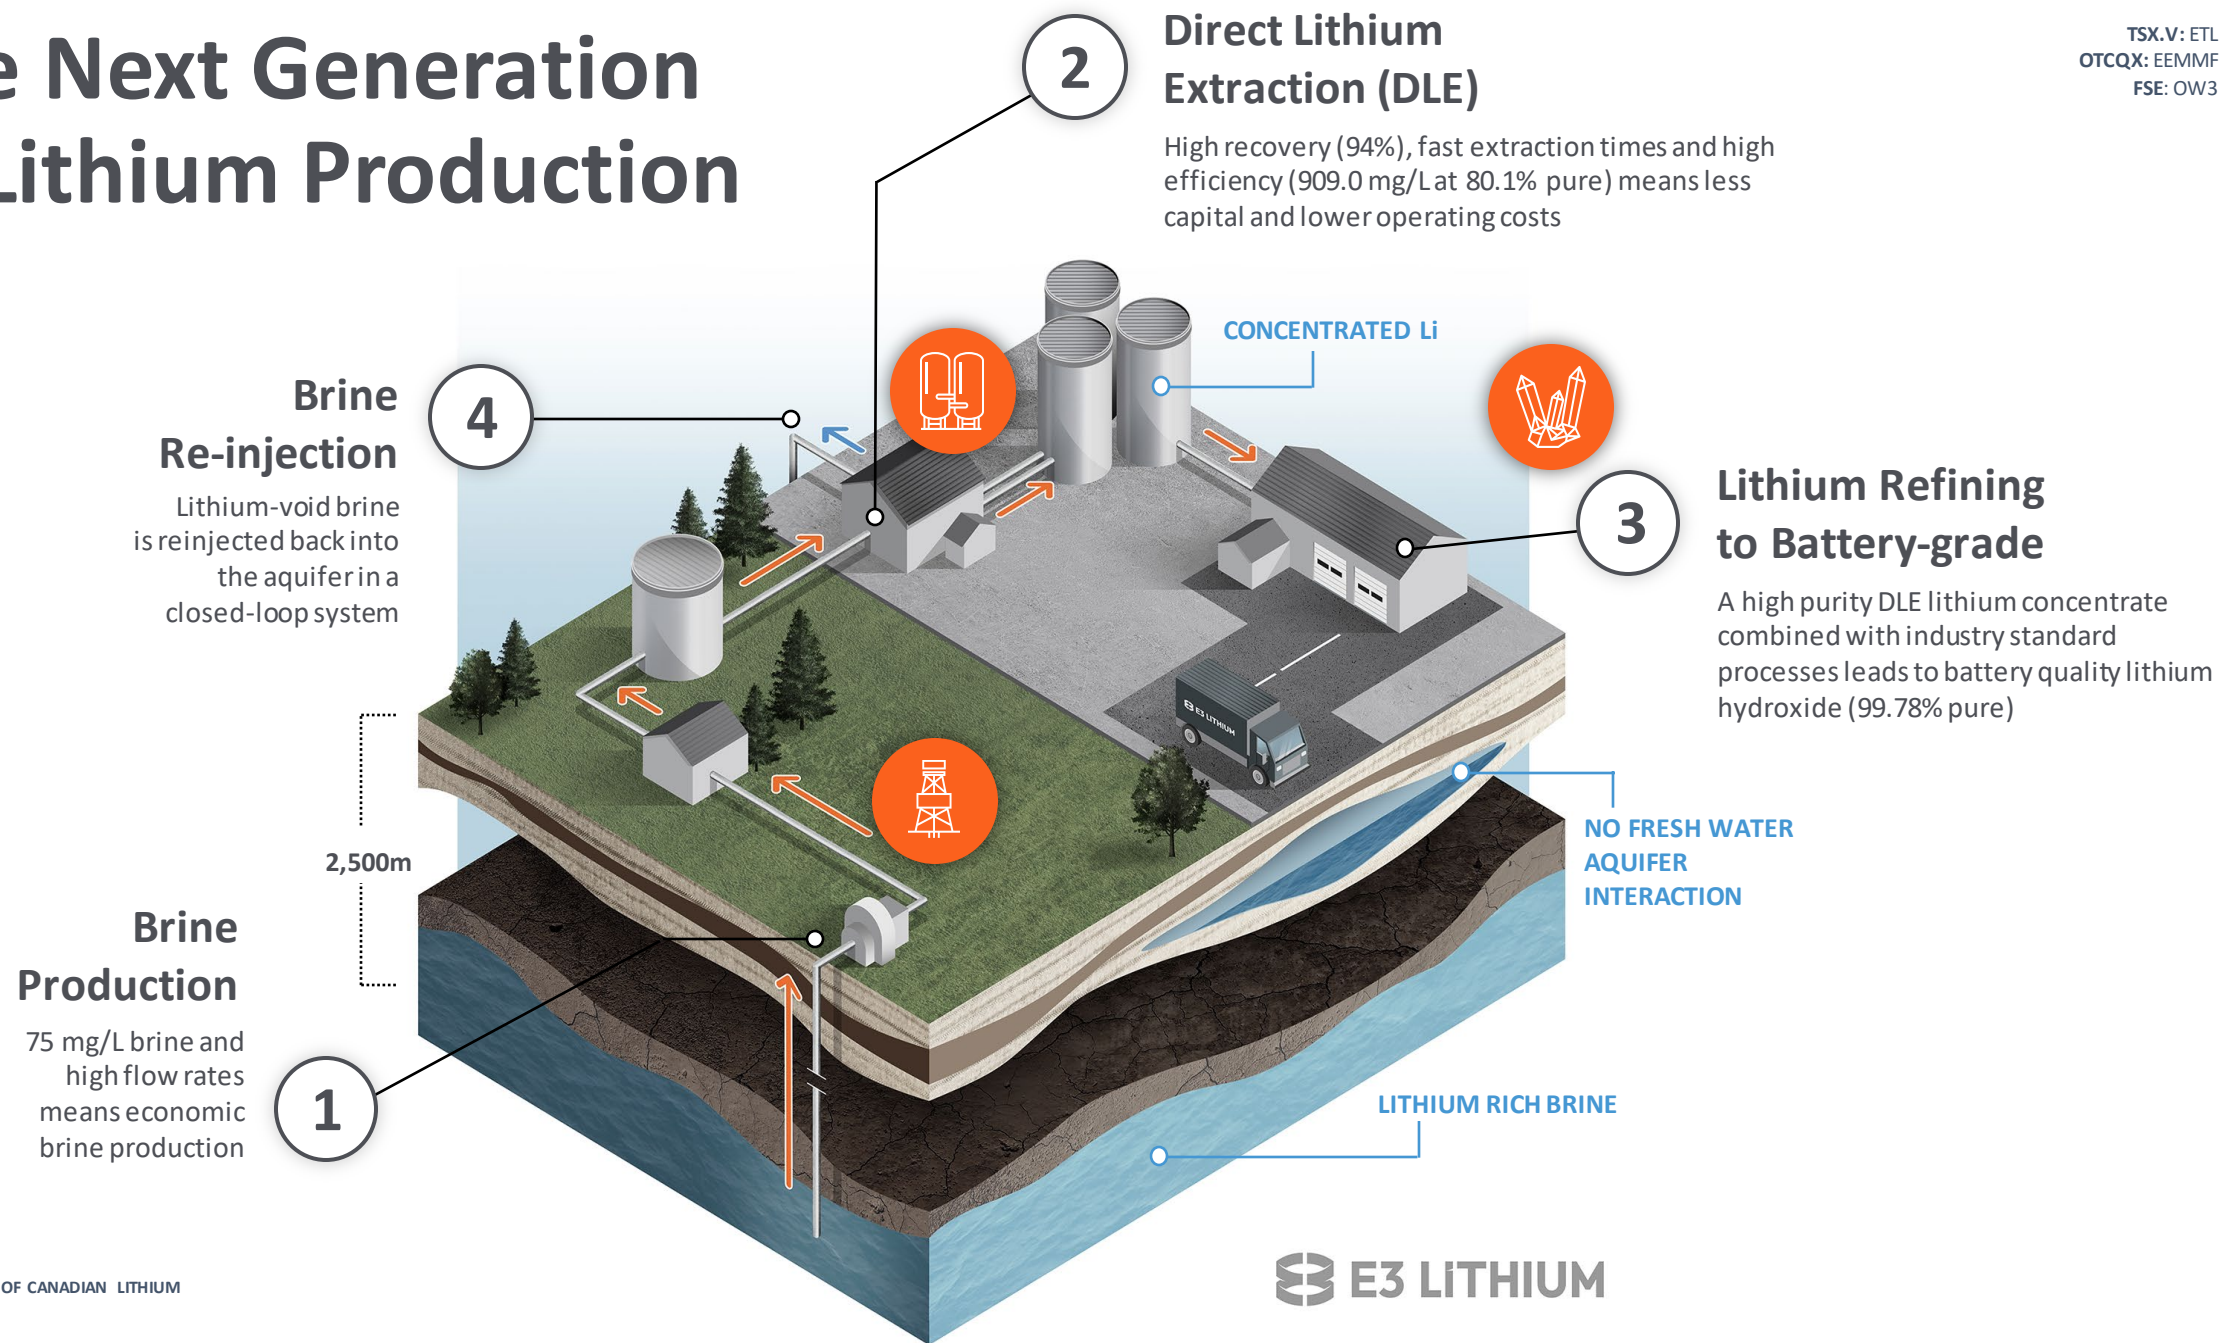 e Next Generation
Lithium Production
TSX.V: ETL
OTCQX: EEMMF
FSE: OW3
2
Direct Lithium
Extraction (DLE)
High recovery (94%), fast extraction times and high
efficiency (909.0 mg/L at 80.1% pure) means less
capital and lower operating costs
CONCENTRATED Li
4
Brine
Re-injection
Lithium-void brine
is reinjected back into
the aquifer in a
closed-loop system
3
Lithium Refining
to Battery-grade
A high purity DLE lithium concentrate
combined with industry standard
processes leads to battery quality lithium
hydroxide (99.78% pure)
E3 LITHIUM
2,500m
NO FRESH WATER
AQUIFER
INTERACTION
Brine
Production
75 mg/L brine and
high flow rates
means economic
brine production
1
LITHIUM RICH BRINE
E3 LiTHIUM
OF CANADIAN LITHIUM